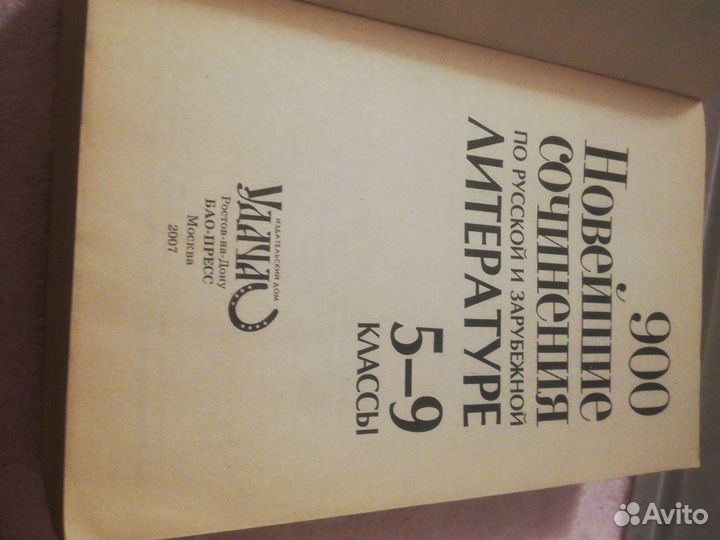 900
Новейшие
сочинения
ПО РУССКОЙ И ЗАРУБЕЖНОЙ
ЛИТЕРАТУРЕ
5–9
КЛАССЫ
ИЗДАТЕЛЬСКИЙ ДОМ
УДАЧА
Ростов-на-Дону
БАО-ПРЕСС
Москва
2007
Avito